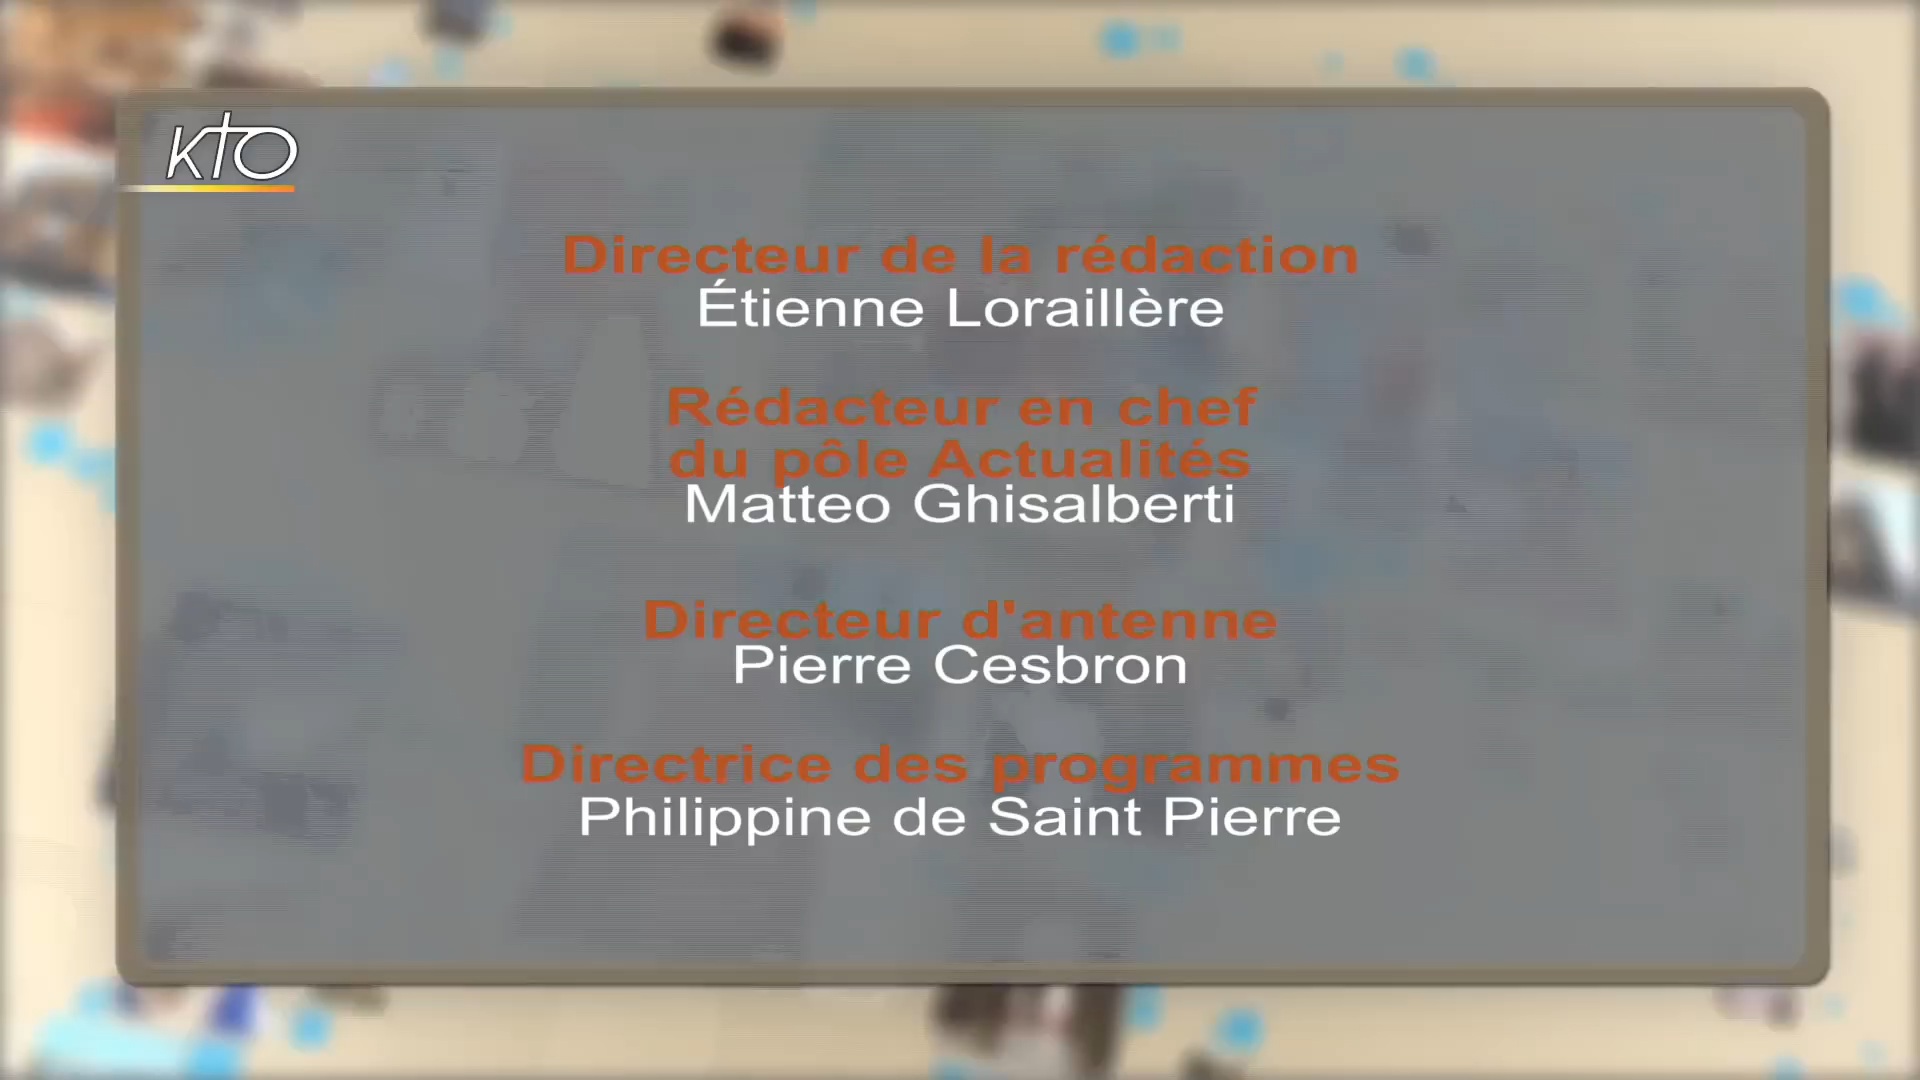 KTO
Directeur de la rédaction
Étienne Loraillère
Rédacteur en chef
du pôle Actualités
Matteo Ghisalberti
Directeur d'antenne
Pierre Cesbron
Directrice des programmes
Philippine de Saint Pierre